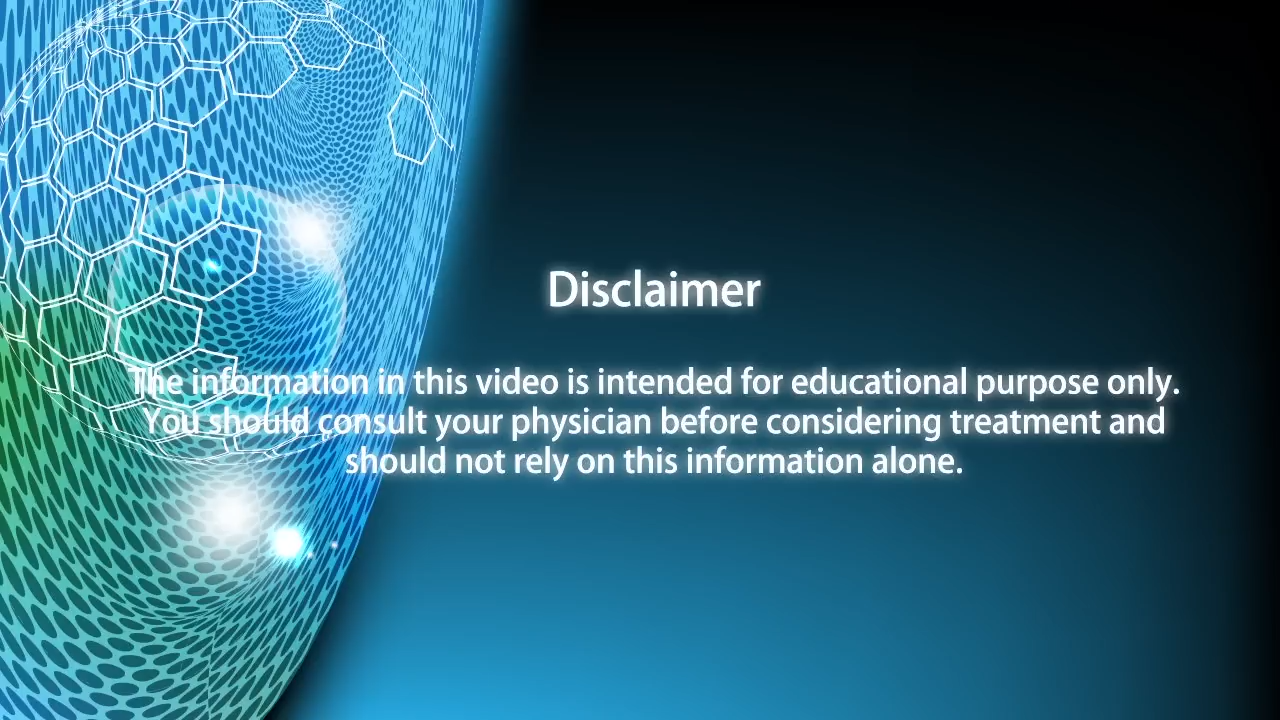 Disclaimer
The information in this video is intended for educational purpose only.
You should consult your physician before considering treatment and
should not rely on this information alone.